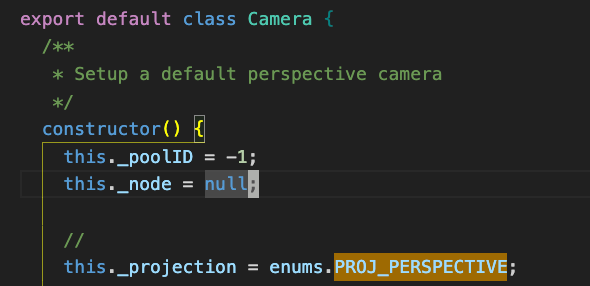 export default class Camera {
/**
* Setup a default perspective camera
*/
constructor() {
this._poolID = -1;
this._node = null;
//
this._projection = enums.PROJ_PERSPECTIVE;